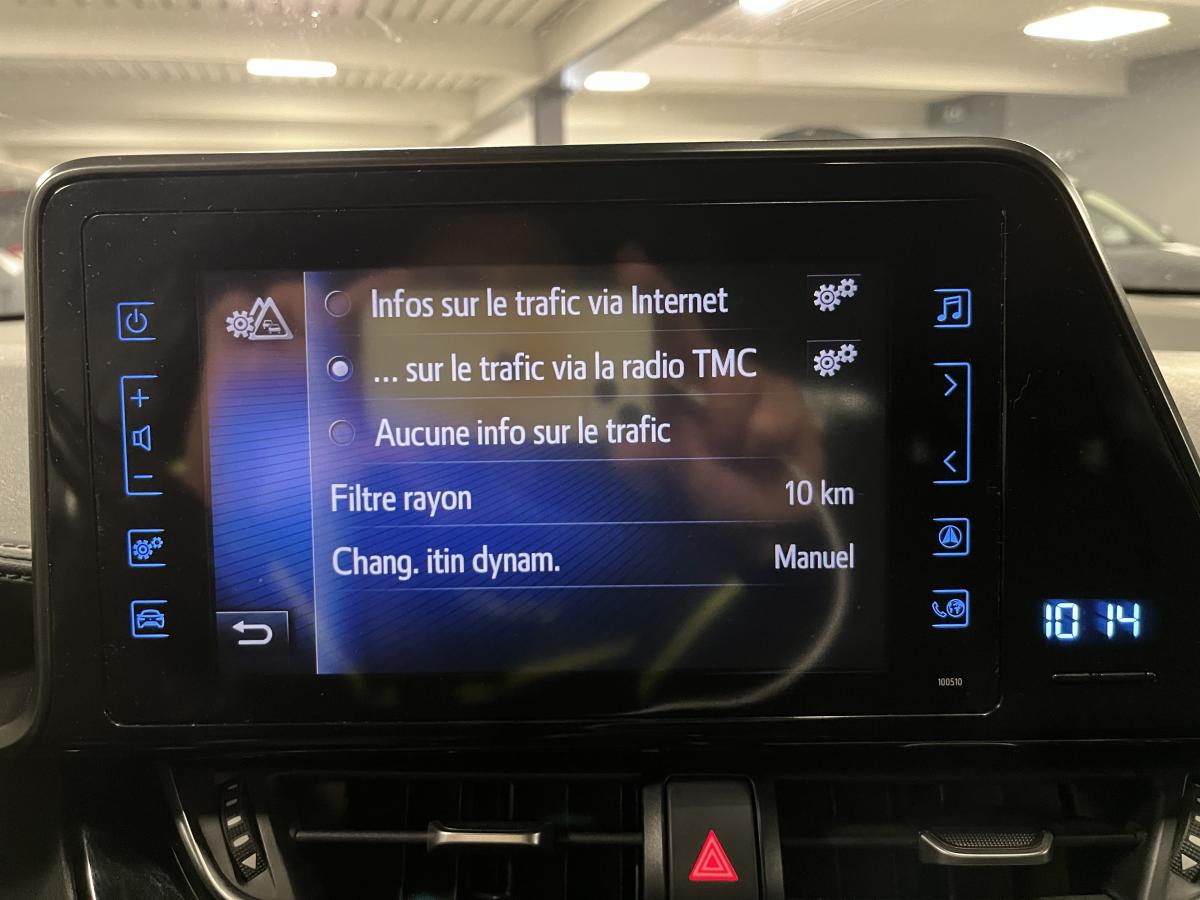 Infos sur le trafic via Internet
... sur le trafic via la radio TMC
Aucune info sur le trafic
Filtre rayon 10 km
Chang. itin dynam. Manuel
10 14
100510